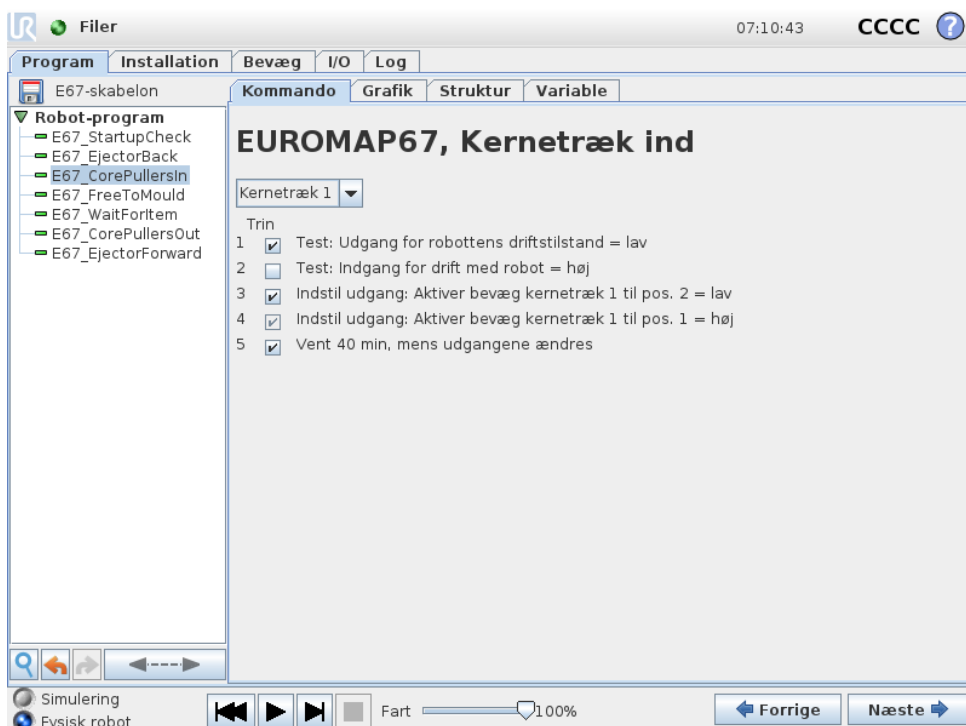 UR Filer 07:10:43 CCCC ?
Program Installation Bevæg I/O Log
E67-skabelon
Kommando Grafik Struktur Variable
Robot-program
E67_StartupCheck
E67_EjectorBack
E67_CorePullersIn
E67_FreeToMould
E67_WaitForItem
E67_CorePullersOut
E67_EjectorForward
EUROMAP67, Kernetræk ind
Kernetræk 1
Trin
1 Test: Udgang for robottens driftstilstand = lav
2 Test: Indgang for drift med robot = høj
3 Indstil udgang: Aktiver bevæg kernetræk 1 til pos. 2 = lav
4 Indstil udgang: Aktiver bevæg kernetræk 1 til pos. 1 = høj
5 Vent 40 min, mens udgangene ændres
Simulering
Fysisk robot
Fart 100%
Forrige Næste